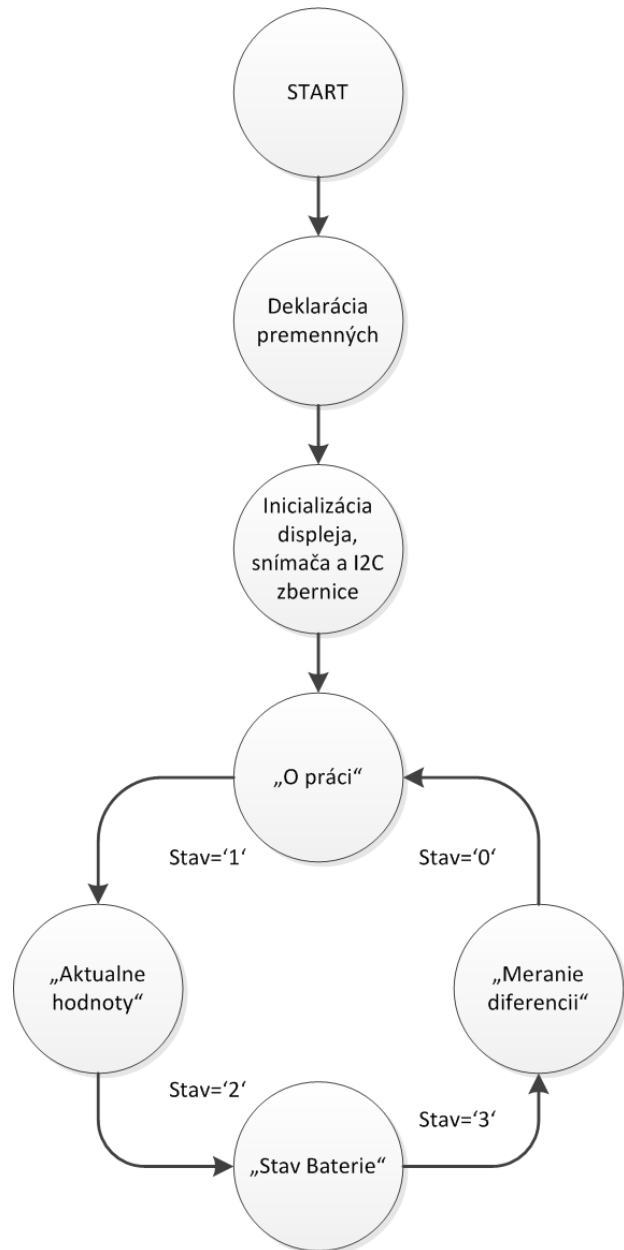 START
Deklarácia
premenných
Inicializácia
displeja,
snímača a I2C
zbernice
„O práci“
Stav=‘1‘
Stav=‘0‘
„Aktualne
hodnoty“
„Meranie
diferencii“
Stav=‘2‘
Stav=‘3‘
„Stav Baterie“